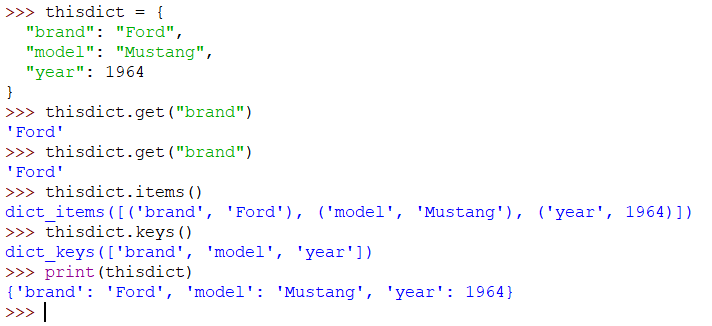 >>> thisdict = {
  "brand": "Ford",
  "model": "Mustang",
  "year": 1964
}
>>> thisdict.get("brand")
'Ford'
>>> thisdict.get("brand")
'Ford'
>>> thisdict.items()
dict_items([('brand', 'Ford'), ('model', 'Mustang'), ('year', 1964)])
>>> thisdict.keys()
dict_keys(['brand', 'model', 'year'])
>>> print(thisdict)
{'brand': 'Ford', 'model': 'Mustang', 'year': 1964}
>>>